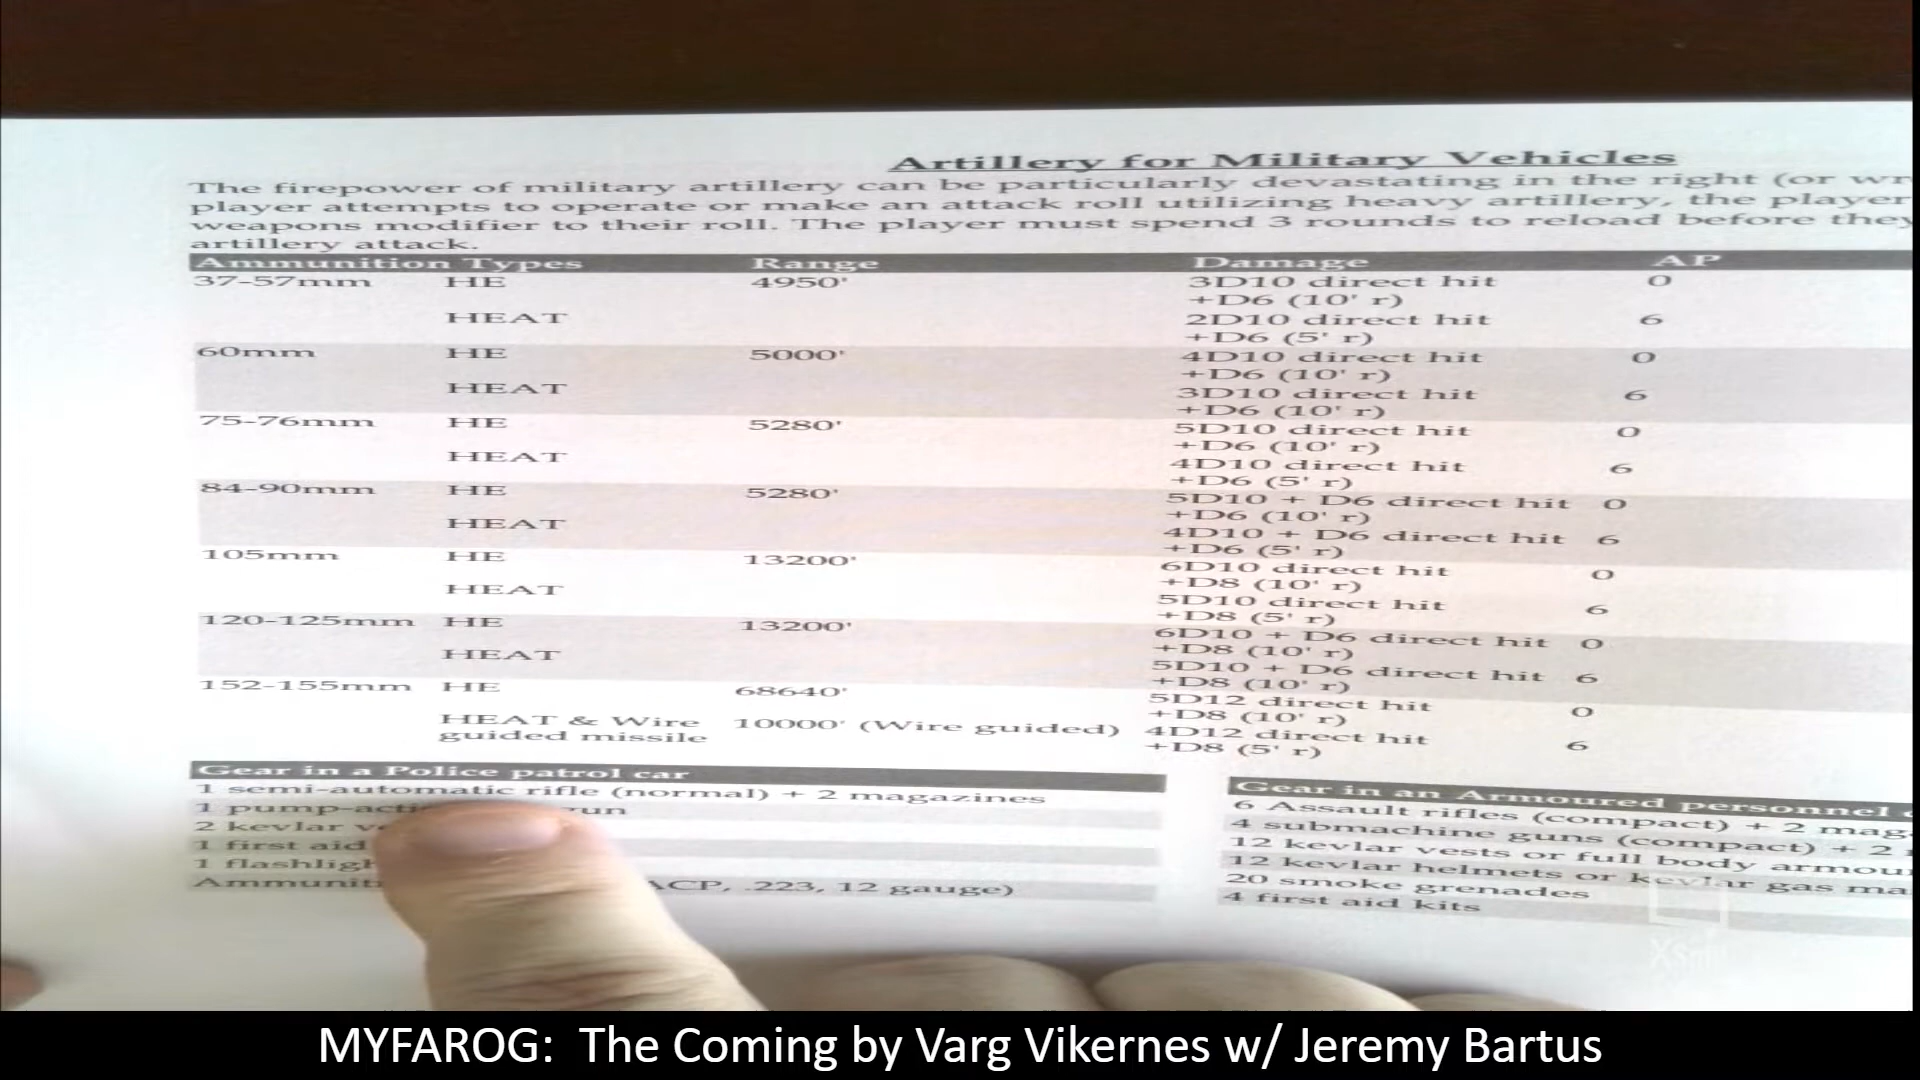 Artillery for Military Vehicles
The firepower of military artillery can be particularly devastating in the right (or
player attempts to operate or make an attack roll utilizing heavy artillery, the player
weapons modifier to their roll. The player must spend 3 rounds to reload before they
artillery attack.
Ammunition Types Range Damage AP
37-57mm HE 4950' 3D10 direct hit 0
+D6 (10' r)
HEAT 2D10 direct hit 6
+D6 (5' r)
60mm HE 5000' 4D10 direct hit 0
+D6 (10' r)
HEAT 3D10 direct hit 6
+D6 (10' r)
75-76mm HE 5280' 5D10 direct hit 0
+D6 (10' r)
HEAT 4D10 direct hit 6
+D6 (5' r)
84-90mm HE 5280' 5D10 + D6 direct hit 0
+D6 (10' r)
HEAT 4D10 + D6 direct hit 6
+D6 (5' r)
105mm HE 13200' 6D10 direct hit 0
+D8 (10' r)
HEAT 5D10 direct hit 6
+D8 (5' r)
120-125mm HE 13200' 6D10 + D6 direct hit 0
+D8 (10' r)
HEAT 5D10 + D6 direct hit 6
+D8 (10' r)
152-155mm HE 68640' 5D12 direct hit 0
+D8 (10' r)
HEAT & Wire 10000' (Wire guided) 4D12 direct hit 6
guided missile +D8 (5' r)
Gear in a Police patrol car
1 semi-automatic rifle (normal) + 2 magazines
1 pump-acti gun
2 kevlar
1 first aid
1 flashligh
Ammuniti ACP, .223, 12 gauge)
Gear in an Armoured personnel
6 Assault rifles (compact) + 2 mag
4 submachine guns (compact) + 2
12 kevlar vests or full body armou
12 kevlar helmets or kevlar gas ma
20 smoke grenades
4 first aid kits
MYFAROG: The Coming by Varg Vikernes w/ Jeremy Bartus